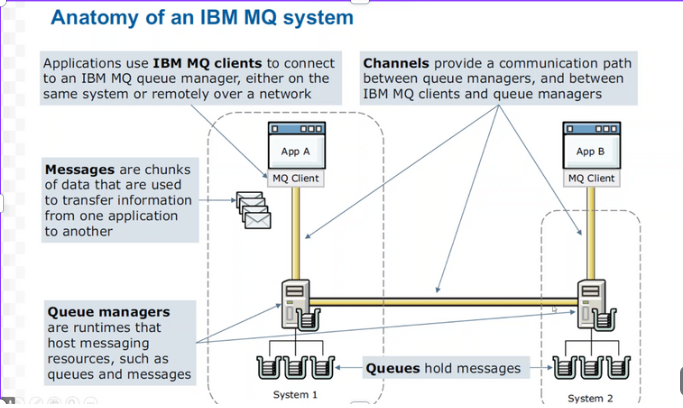 Anatomy of an IBM MQ system
Applications use IBM MQ clients to connect
to an IBM MQ queue manager, either on the
same system or remotely over a network
Channels provide a communication path
between queue managers, and between
IBM MQ clients and queue managers
App A
MQ Client
App B
MQ Client
Messages are chunks
of data that are used
to transfer information
from one application
to another
Queue managers
are runtimes that
host messaging
resources, such as
queues and messages
Queues hold messages
System 1
System 2